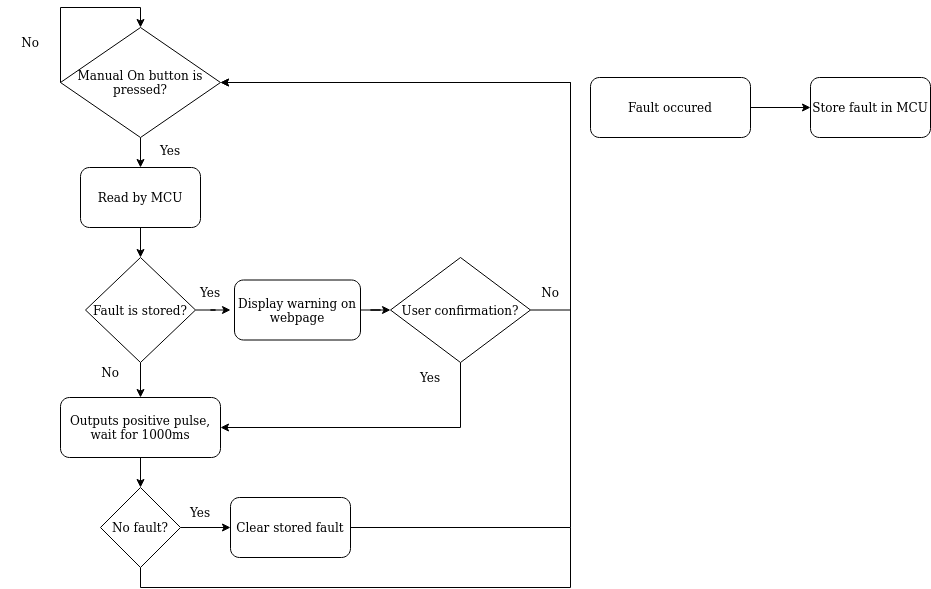 No
Manual On button is
pressed?
Fault occured
Store fault in MCU
Yes
Read by MCU
Fault is stored?
Yes
Display warning on
webpage
User confirmation?
No
No
Yes
Outputs positive pulse,
wait for 1000ms
No fault?
Yes
Clear stored fault